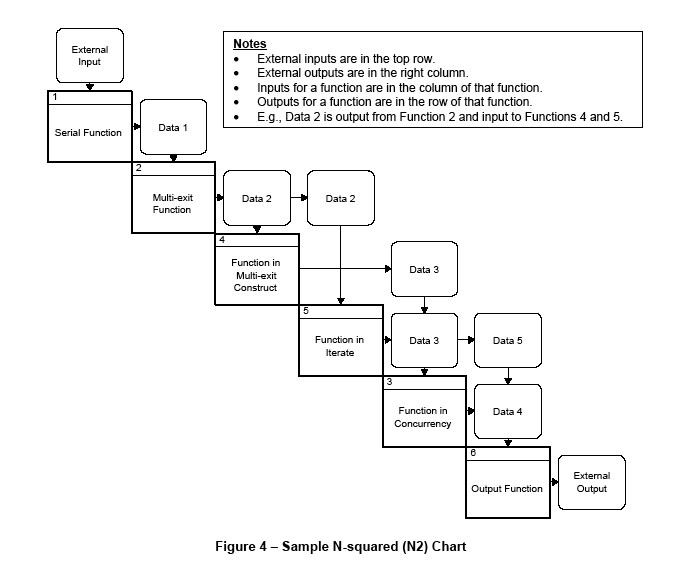 External
Input
Notes
• External inputs are in the top row.
• External outputs are in the right column.
• Inputs for a function are in the column of that function.
• Outputs for a function are in the row of that function.
• E.g., Data 2 is output from Function 2 and input to Functions 4 and 5.
1
Serial Function
Data 1
2
Multi-exit
Function
Data 2
Data 2
4
Function in
Multi-exit
Construct
Data 3
5
Function in
Iterate
Data 3
Data 5
3
Function in
Concurrency
Data 4
6
Output Function
External
Output
Figure 4 – Sample N-squared (N2) Chart